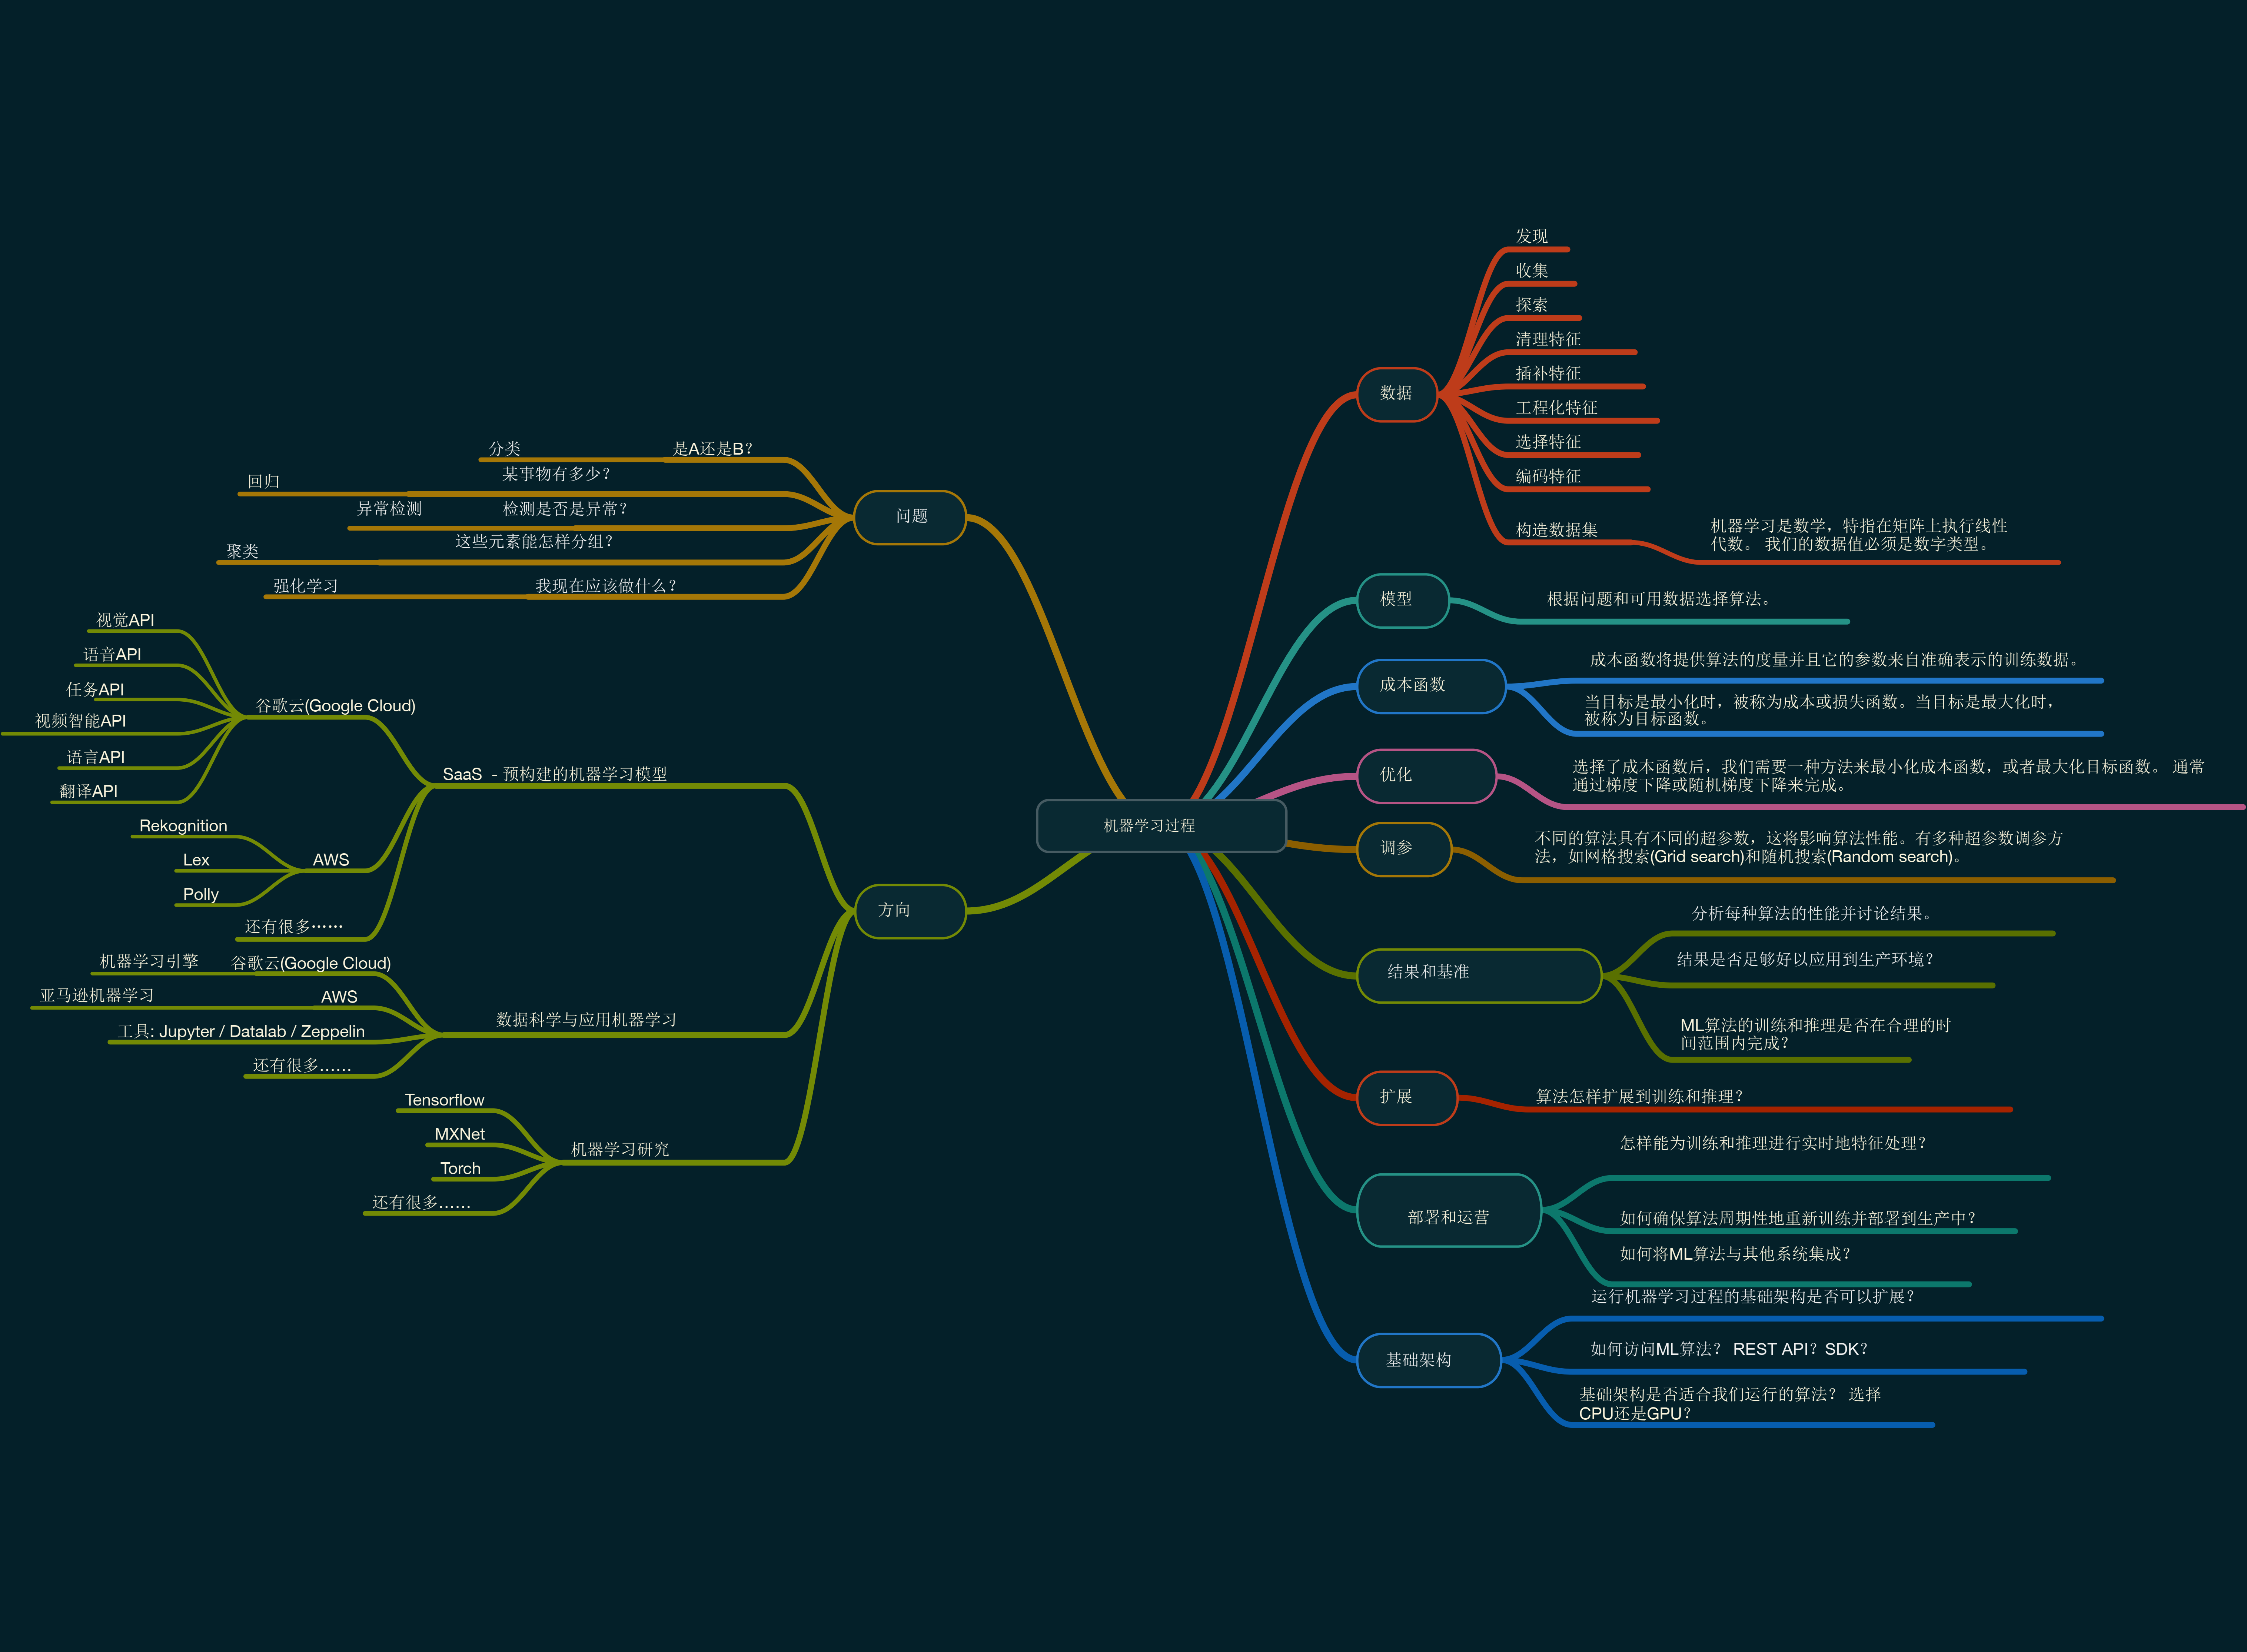 机器学习过程
数据
发现
收集
探索
清理特征
插补特征
工程化特征
选择特征
编码特征
构造数据集
机器学习是数学，特指在矩阵上执行线性
代数。 我们的数据值必须是数字类型。
模型
根据问题和可用数据选择算法。
成本函数
成本函数将提供算法的度量并且它的参数来自准确表示的训练数据。
当目标是最小化时，被称为成本或损失函数。当目标是最大化时，
被称为目标函数。
优化
选择了成本函数后，我们需要一种方法来最小化成本函数，或者最大化目标函数。 通常
通过梯度下降或随机梯度下降来完成。
调参
不同的算法具有不同的超参数，这将影响算法性能。有多种超参数调参方
法，如网格搜索(Grid search)和随机搜索(Random search)。
结果和基准
分析每种算法的性能并讨论结果。
结果是否足够好以应用到生产环境？
ML算法的训练和推理是否在合理的时
间范围内完成？
扩展
算法怎样扩展到训练和推理？
部署和运营
怎样能为训练和推理进行实时地特征处理？
如何确保算法周期性地重新训练并部署到生产中？
如何将ML算法与其他系统集成？
基础架构
运行机器学习过程的基础架构是否可以扩展？
如何访问ML算法？ REST API？SDK？
基础架构是否适合我们运行的算法？ 选择
CPU还是GPU？
问题
是A还是B？
分类
某事物有多少？
回归
检测是否是异常？
异常检测
这些元素能怎样分组？
聚类
我现在应该做什么？
强化学习
方向
SaaS - 预构建的机器学习模型
谷歌云(Google Cloud)
视觉API
语音API
任务API
视频智能API
语言API
翻译API
AWS
Rekognition
Lex
Polly
还有很多……
数据科学与应用机器学习
谷歌云(Google Cloud)
机器学习引擎
AWS
亚马逊机器学习
工具: Jupyter / Datalab / Zeppelin
还有很多……
机器学习研究
Tensorflow
MXNet
Torch
还有很多……